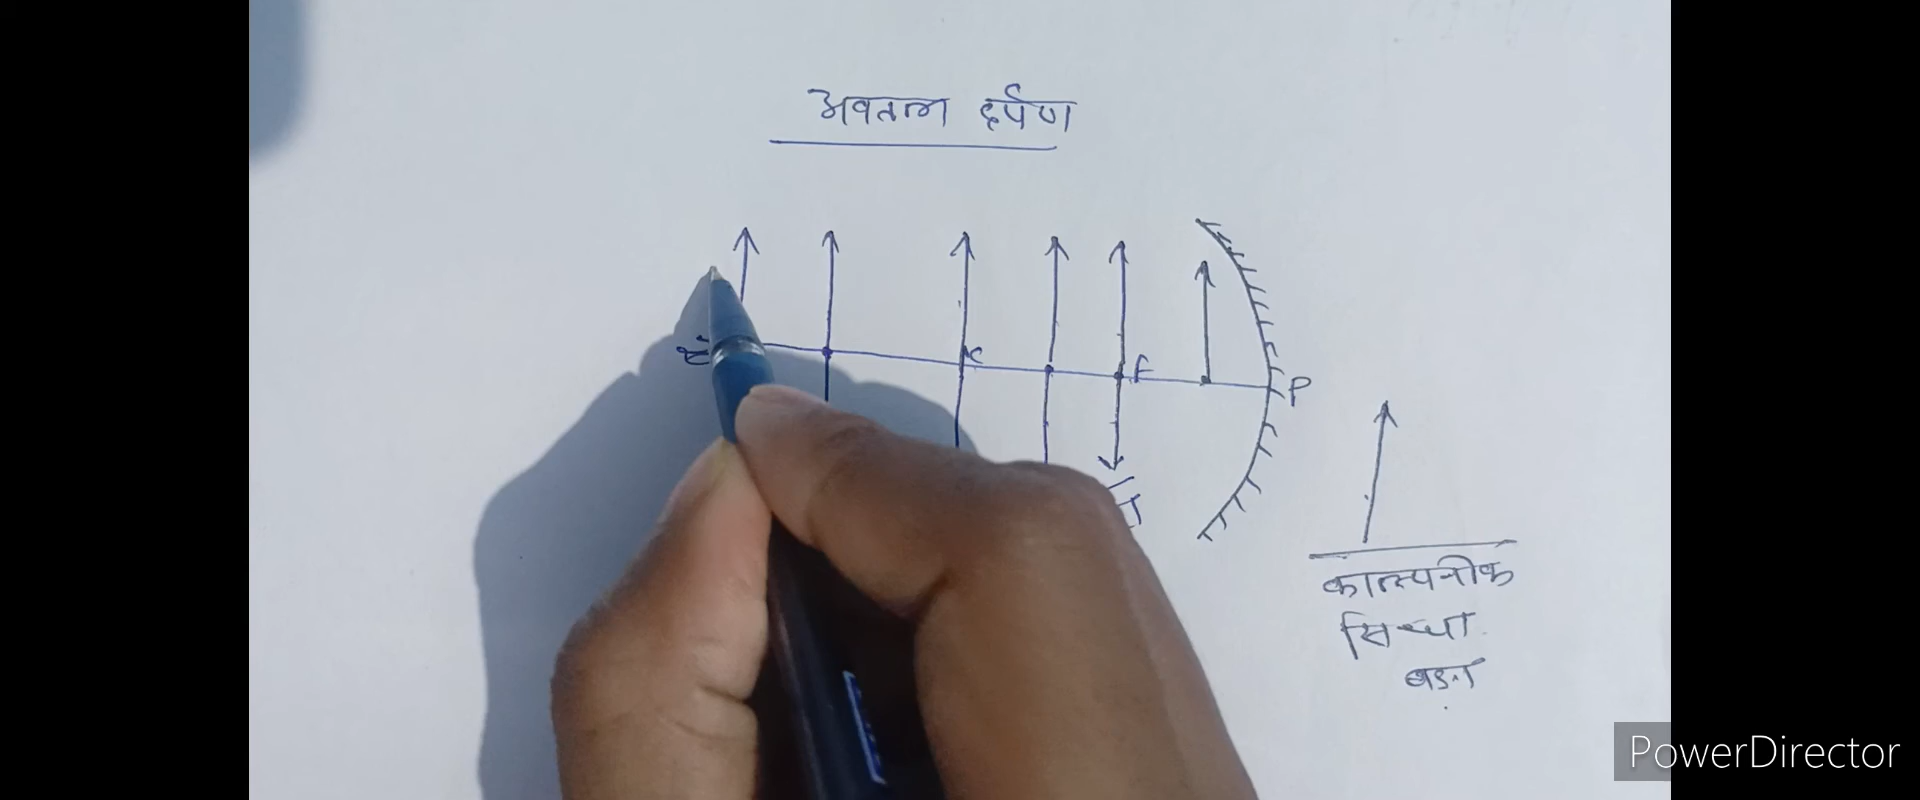 अवतल दर्पण
C
F
P
काल्पनीक
सिधा
बड़ा
PowerDirector